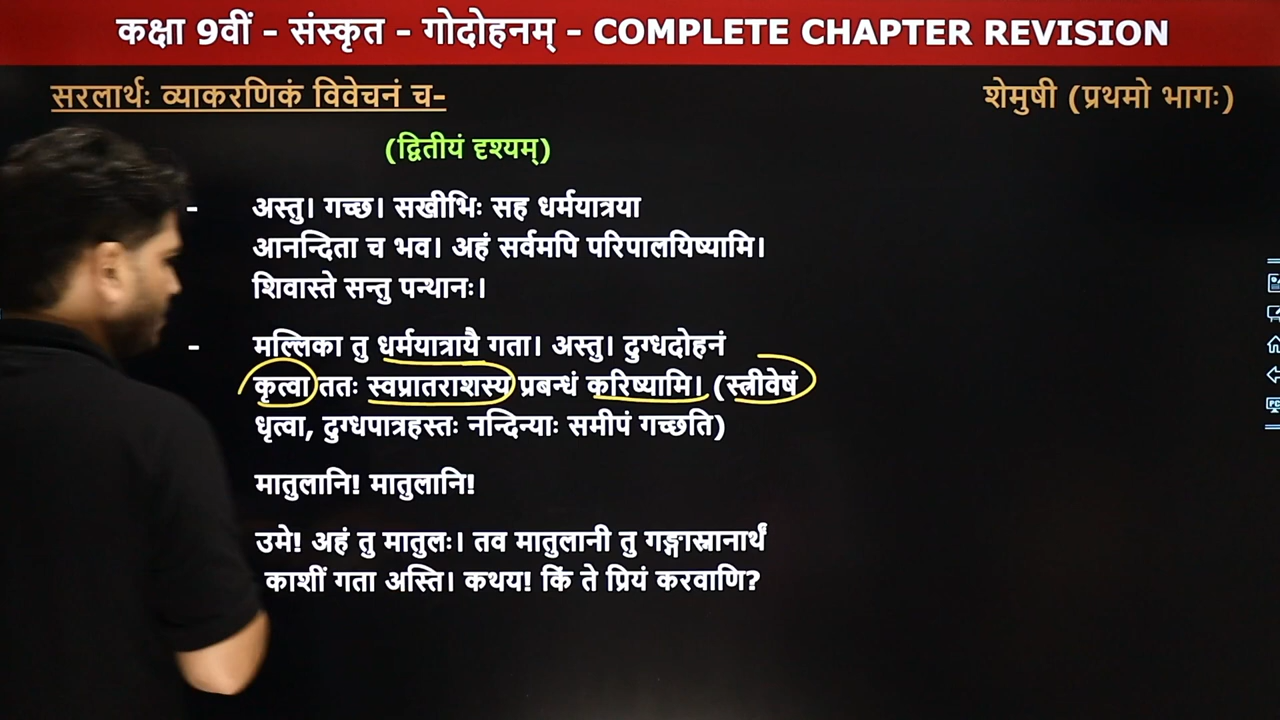 कक्षा 9वीं - संस्कृत - गोदोहनम् - COMPLETE CHAPTER REVISION
सरलार्थः व्याकरणिकं विवेचनं च-
शेमुषी (प्रथमो भागः)
(द्वितीयं दृश्यम्)
- अस्तु। गच्छ। सखीभिः सह धर्मयात्रया
आनन्दिता च भव। अहं सर्वमपि परिपालयिष्यामि।
शिवास्ते सन्तु पन्थानः।
- मल्लिका तु धर्मयात्रायै गता। अस्तु। दुग्धदोहनं
कृत्वा ततः स्वप्रातराशस्य प्रबन्धं करिष्यामि। (स्त्रीवेषं
धृत्वा, दुग्धपात्रहस्तः नन्दिन्याः समीपं गच्छति)
मातुलानि! मातुलानि!
उमे! अहं तु मातुलः। तव मातुलानी तु गङ्गास्नानार्थं
काशीं गता अस्ति। कथय! किं ते प्रियं करवाणि?